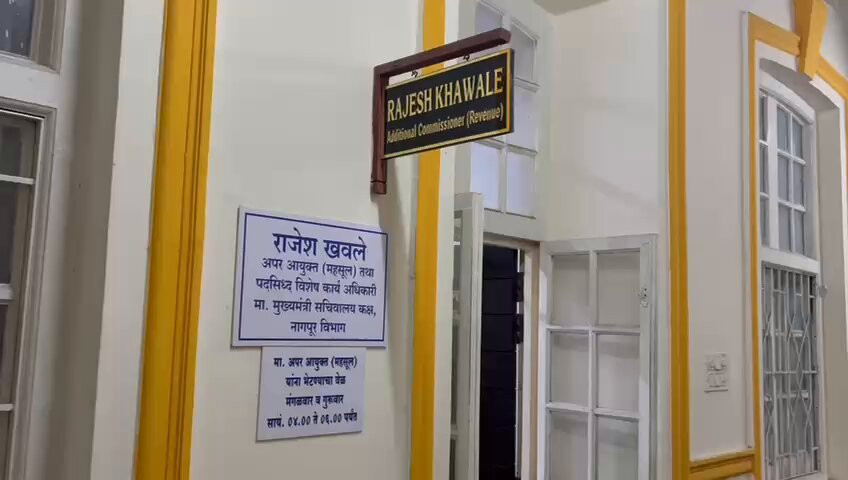 RAJESH KHAWALE
Additional Commissioner (Revenue)
राजेश खवले
अपर आयुक्त (महसूल) तथा
पदसिध्द विशेष कार्य अधिकारी
मा. मुख्यमंत्री सचिवालय कक्ष,
नागपूर विभाग
मा. अपर आयुक्त (महसूल)
यांना भेटण्याचा वेळ
मंगळवार व गुरूवार
सायं. ०४.०० ते ०६.०० पर्यंत